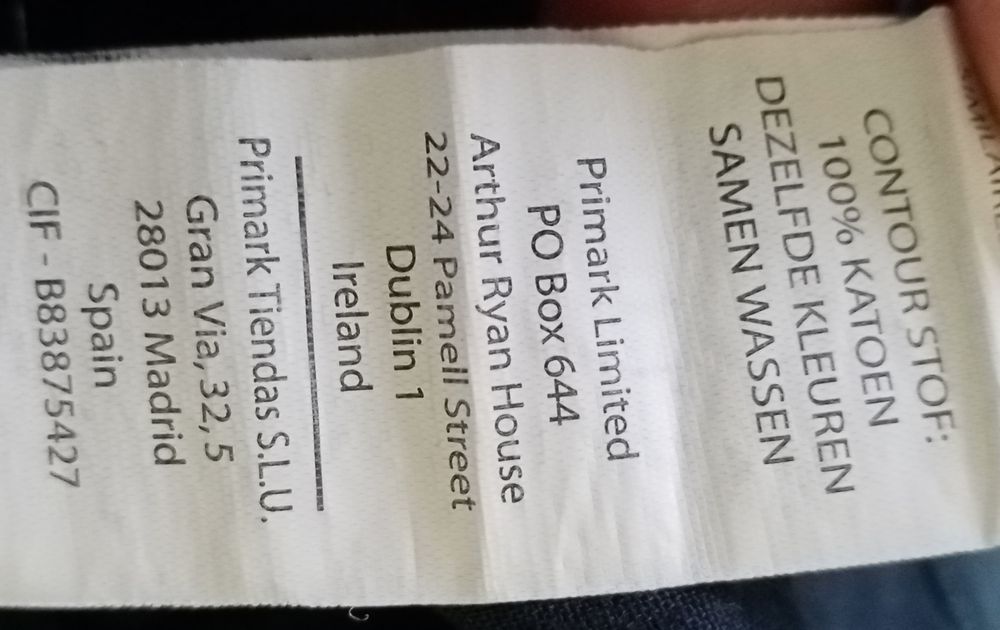 CONTOUR STOF:
100% KATOEN
DEZELFDE KLEUREN
SAMEN WASSEN
Primark Limited
PO Box 644
Arthur Ryan House
22-24 Parnell Street
Dublin 1
Ireland
Primark Tiendas S.L.U.
Gran Via, 32, 5
28013 Madrid
Spain
CIF - B83875427